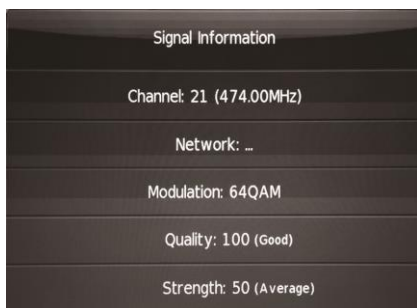 Signal Information
Channel: 21 (474.00MHz)
Network: ...
Modulation: 64QAM
Quality: 100 (Good)
Strength: 50 (Average)